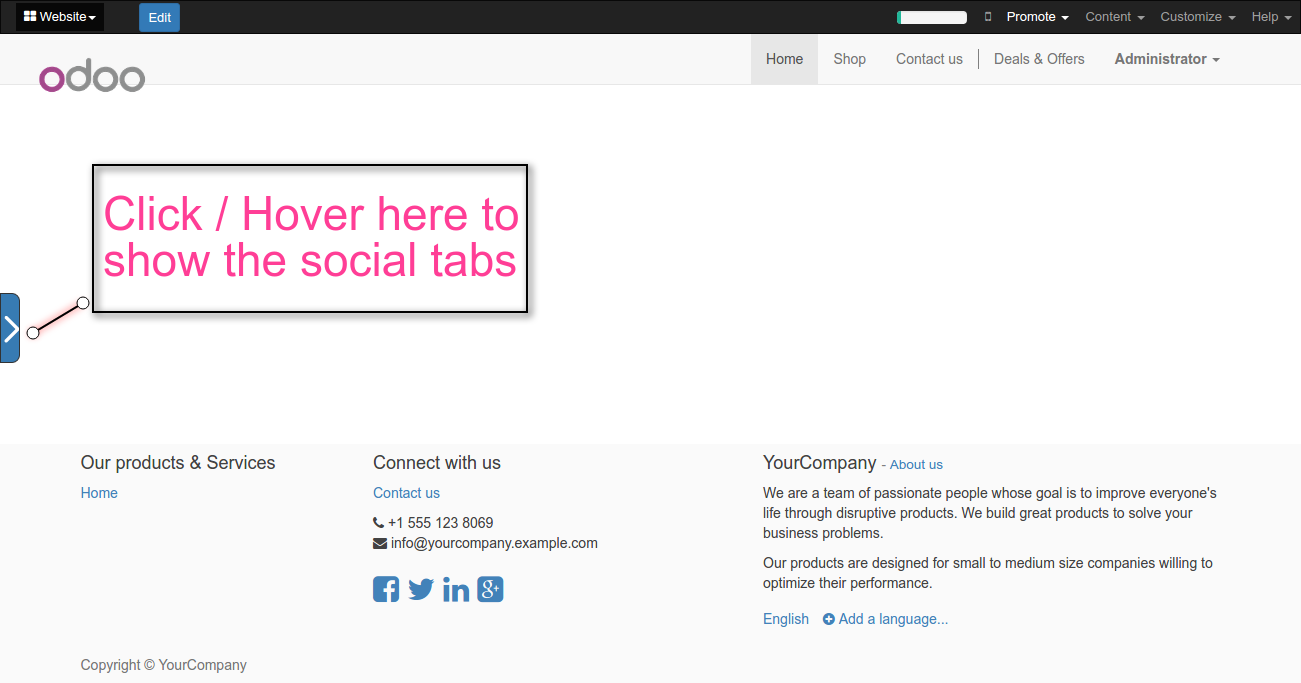 Website
Edit
Promote
Content
Customize
Help
odoo
Home
Shop
Contact us
Deals & Offers
Administrator
Click / Hover here to
show the social tabs
Our products & Services
Home
Connect with us
Contact us
+1 555 123 8069
info@yourcompany.example.com
YourCompany - About us
We are a team of passionate people whose goal is to improve everyone's
life through disruptive products. We build great products to solve your
business problems.
Our products are designed for small to medium size companies willing to
optimize their performance.
English Add a language...
Copyright © YourCompany